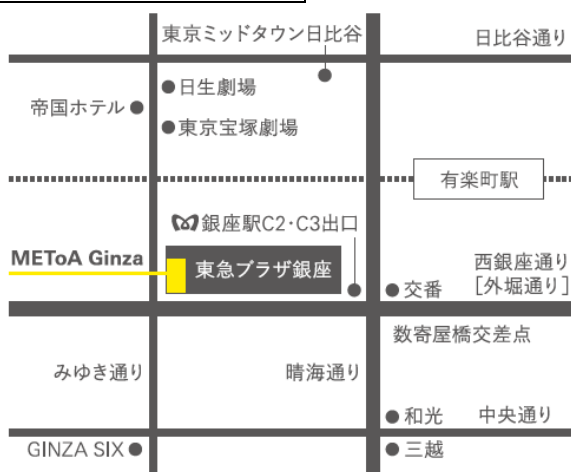 東京ミッドタウン日比谷
日比谷通り
日生劇場
帝国ホテル
東京宝塚劇場
有楽町駅
銀座駅C2・C3出口
METoA Ginza
東急プラザ銀座
西銀座通り
[外堀通り]
交番
数寄屋橋交差点
みゆき通り
晴海通り
和光
中央通り
GINZA SIX
三越